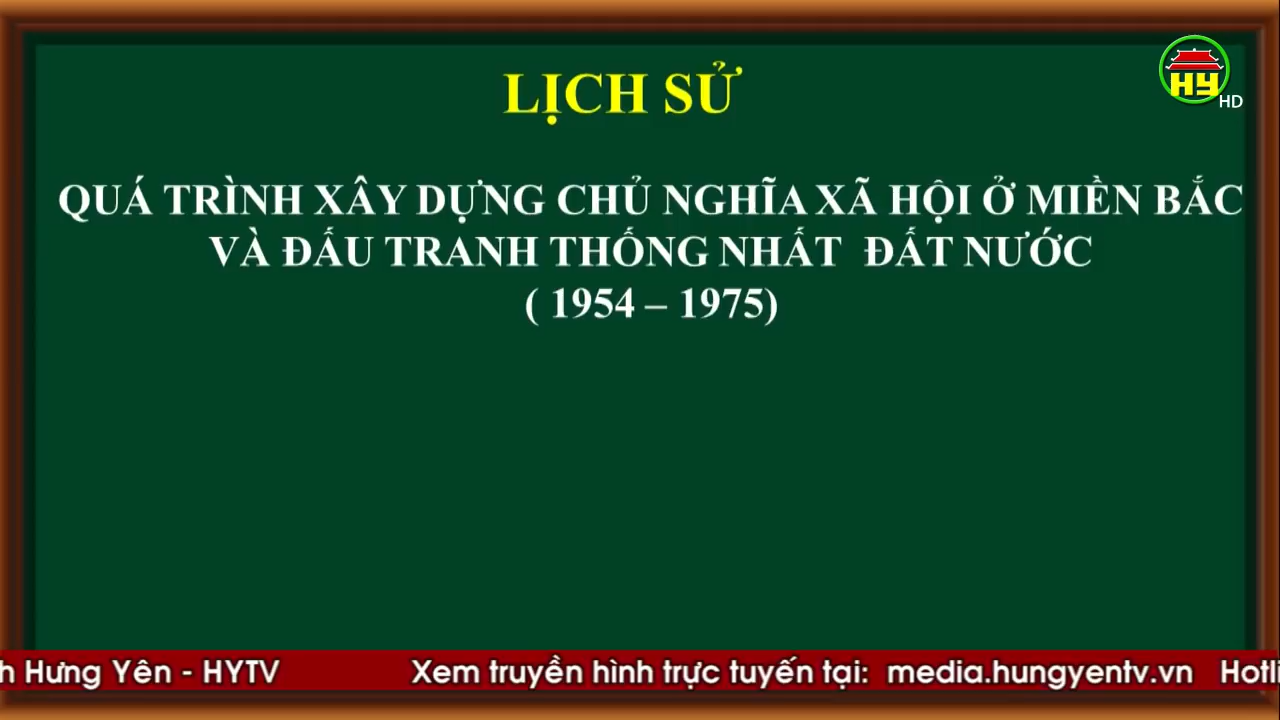 LỊCH SỬ
HY
HD
QUÁ TRÌNH XÂY DỰNG CHỦ NGHĨA XÃ HỘI Ở MIỀN BẮC
VÀ ĐẤU TRANH THỐNG NHẤT ĐẤT NƯỚC
( 1954 – 1975)
h Hưng Yên - HYTV Xem truyền hình trực tuyến tại: media.hungyentv.vn Hotli